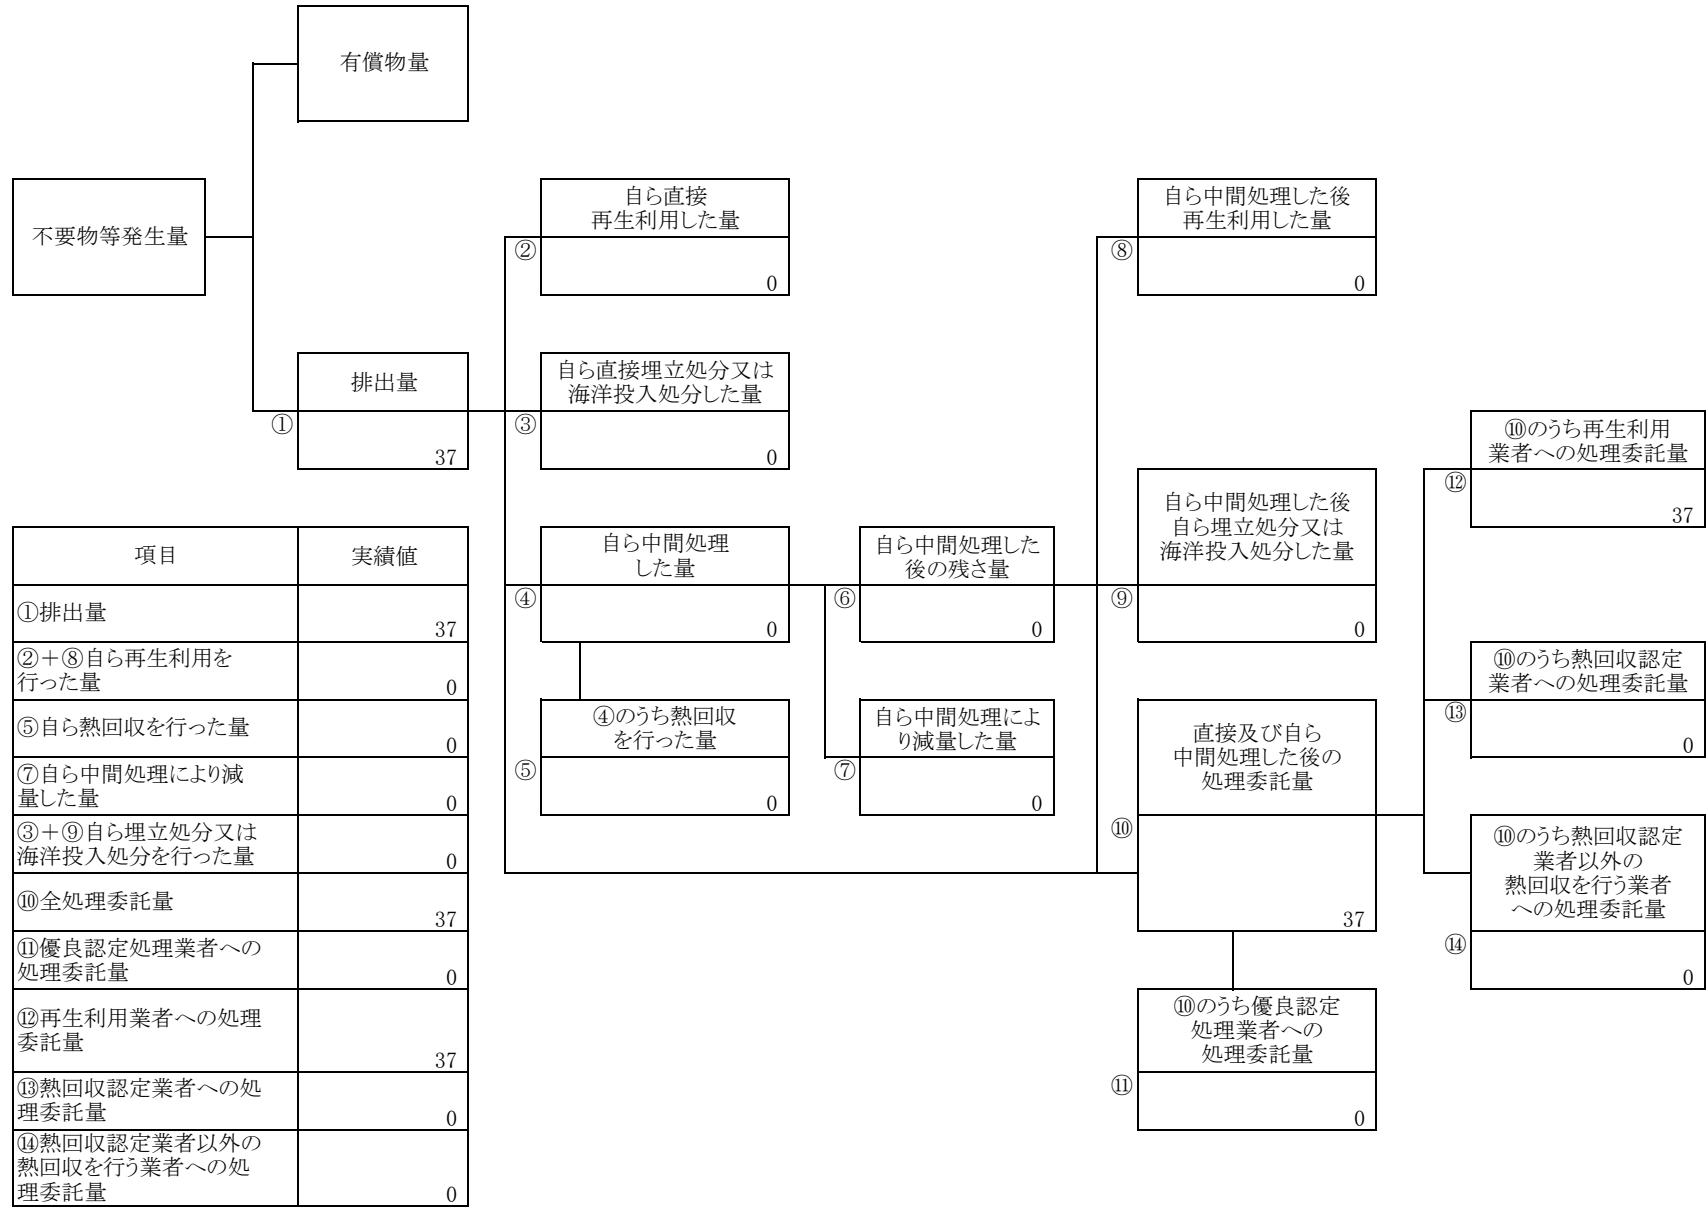 有償物量
不要物等発生量
自ら直接
再生利用した量
②
0
自ら中間処理した後
再生利用した量
⑧
0
排出量
①
37
自ら直接埋立処分又は
海洋投入処分した量
③
0
⑩のうち再生利用
業者への処理委託量
⑫
37
自ら中間処理
した量
④
0
自ら中間処理した
後の残さ量
⑥
0
自ら中間処理した後
自ら埋立処分又は
海洋投入処分した量
⑨
0
⑩のうち熱回収認定
業者への処理委託量
⑬
0
④のうち熱回収
を行った量
⑤
0
自ら中間処理によ
り減量した量
⑦
0
直接及び自ら
中間処理した後の
処理委託量
⑩
37
⑩のうち熱回収認定
業者以外の
熱回収を行う業者
への処理委託量
⑭
0
⑩のうち優良認定
処理業者への
処理委託量
⑪
0
項目 実績値
①排出量
37
②＋⑧自ら再生利用を
行った量
0
⑤自ら熱回収を行った量
0
⑦自ら中間処理により減
量した量
0
③＋⑨自ら埋立処分又は
海洋投入処分を行った量
0
⑩全処理委託量
37
⑪優良認定処理業者への
処理委託量
0
⑫再生利用業者への処理
委託量
37
⑬熱回収認定業者への処
理委託量
0
⑭熱回収認定業者以外の
熱回収を行う業者への処
理委託量
0